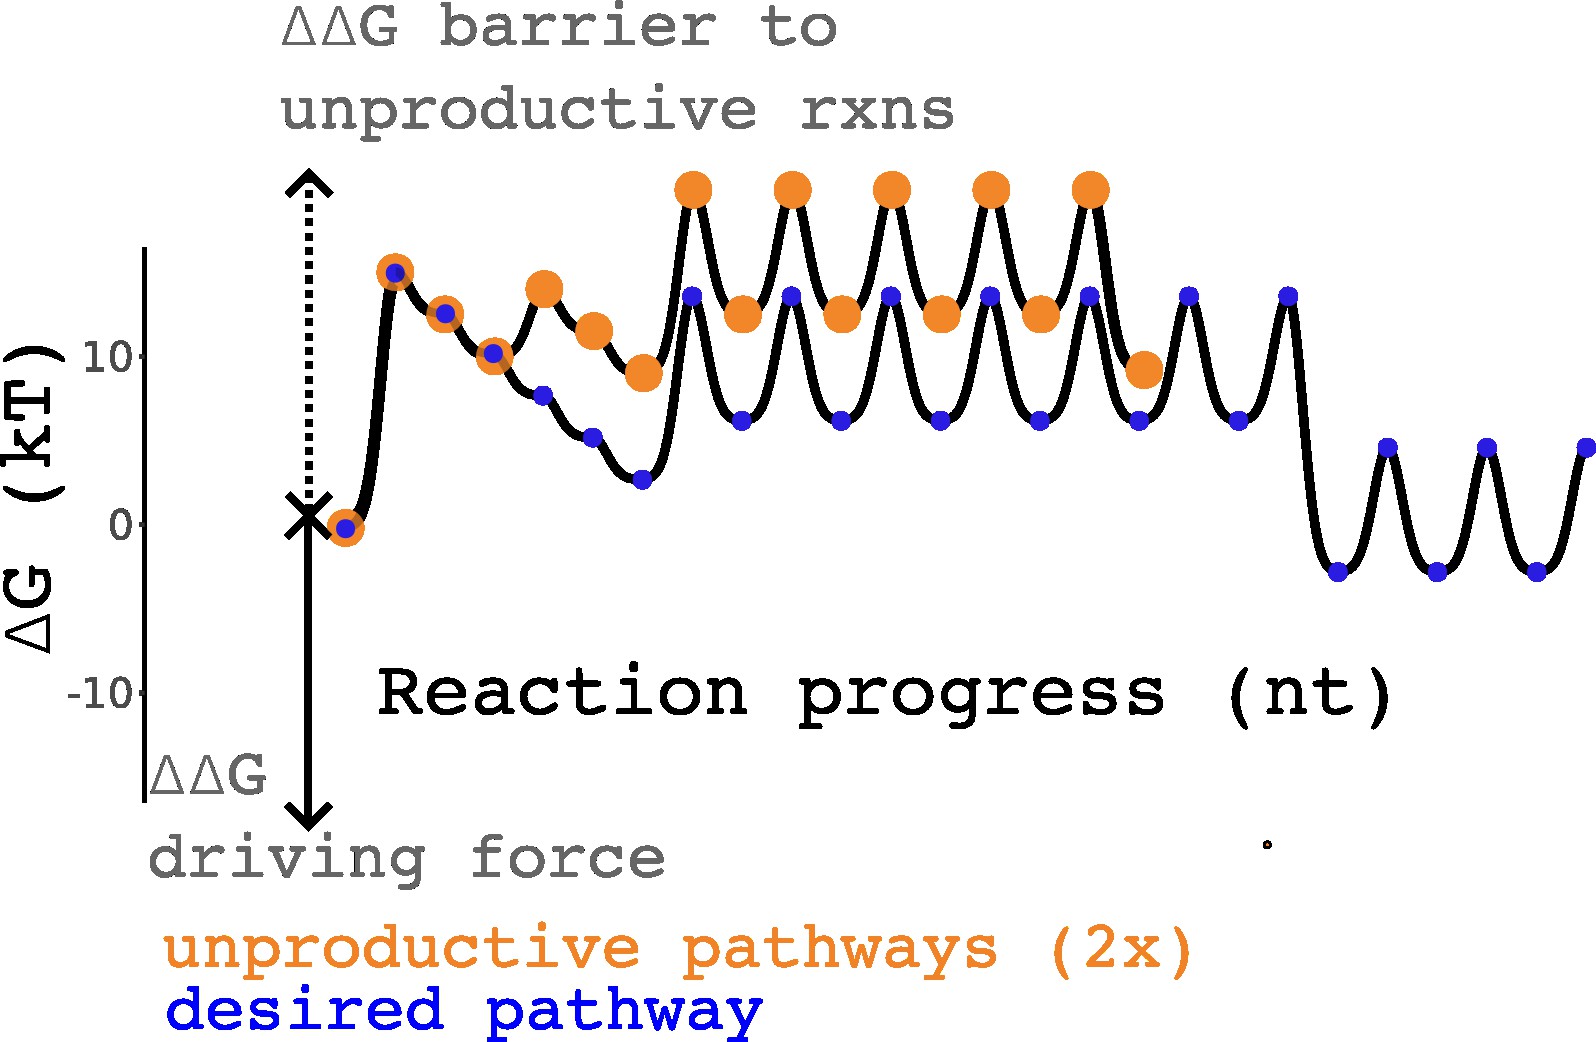 ΔΔG barrier to
unproductive rxns
ΔG (kT)
10
0
-10
Reaction progress (nt)
ΔΔG
driving force
unproductive pathways (2x)
desired pathway